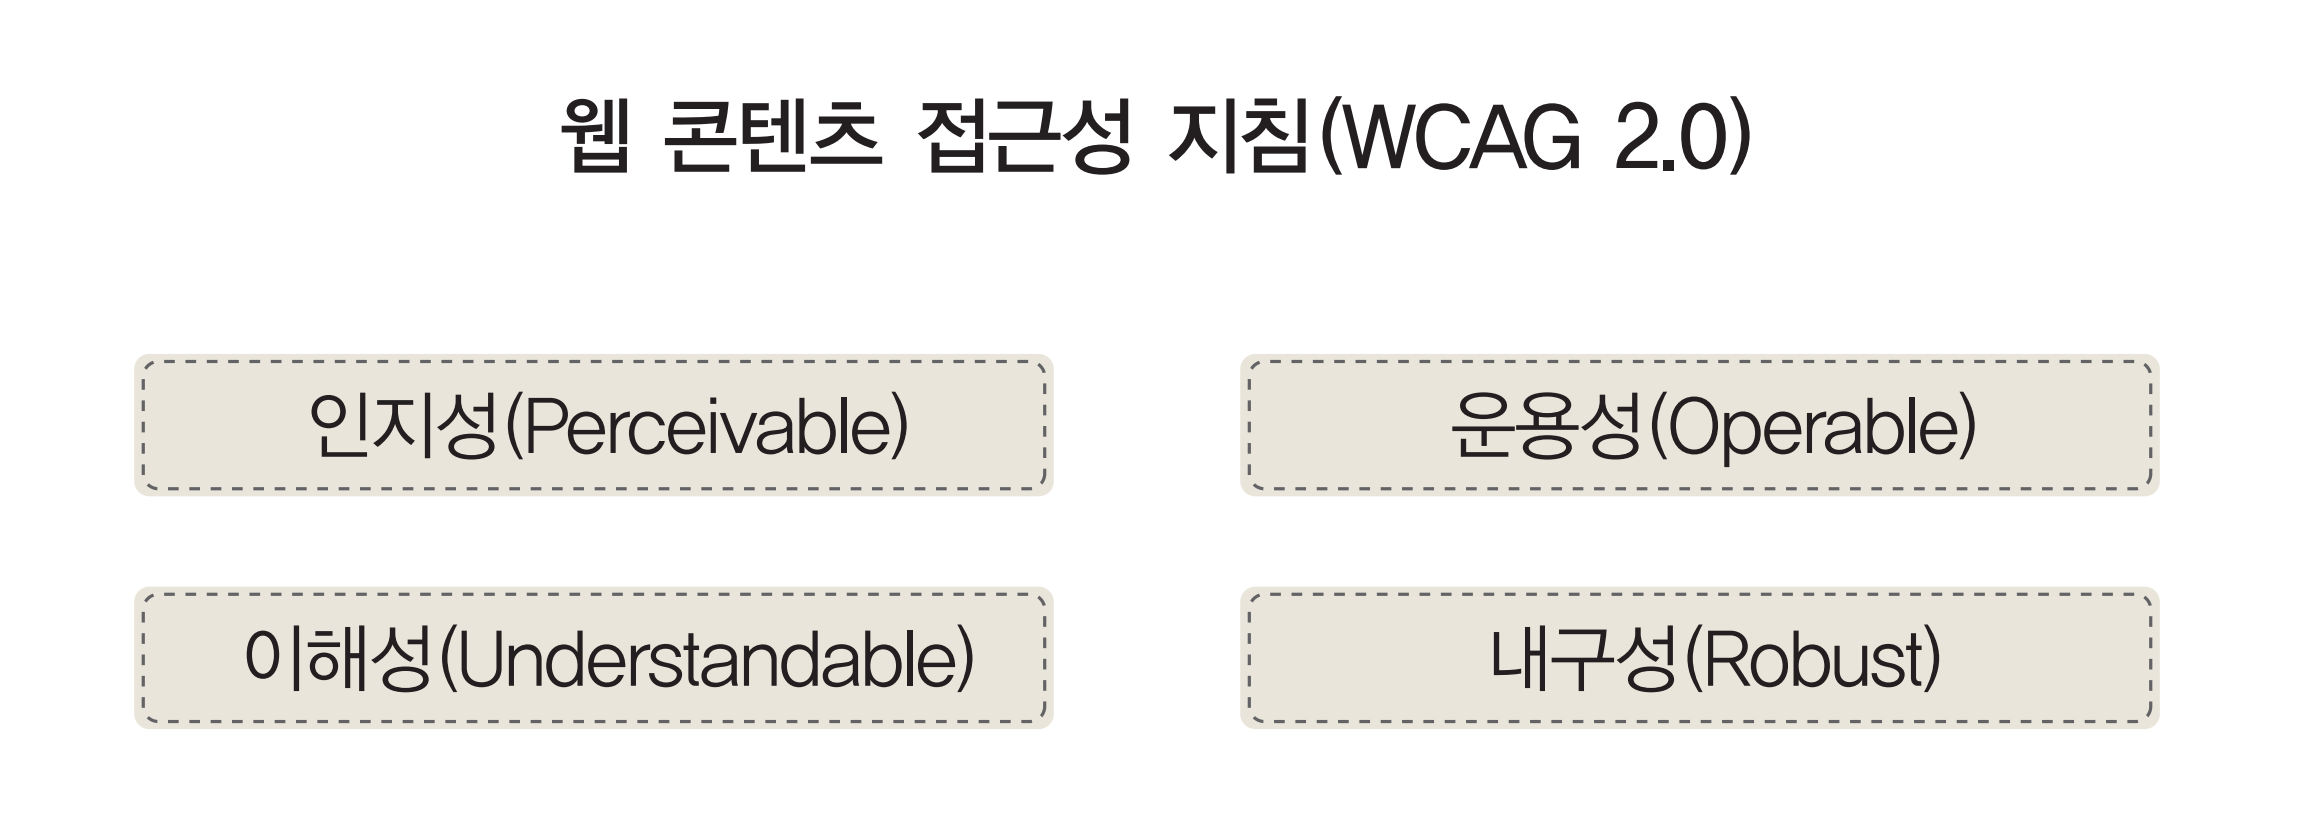 웹 콘텐츠 접근성 지침(WCAG 2.0)
인지성(Perceivable)
운용성(Operable)
이해성(Understandable)
내구성(Robust)